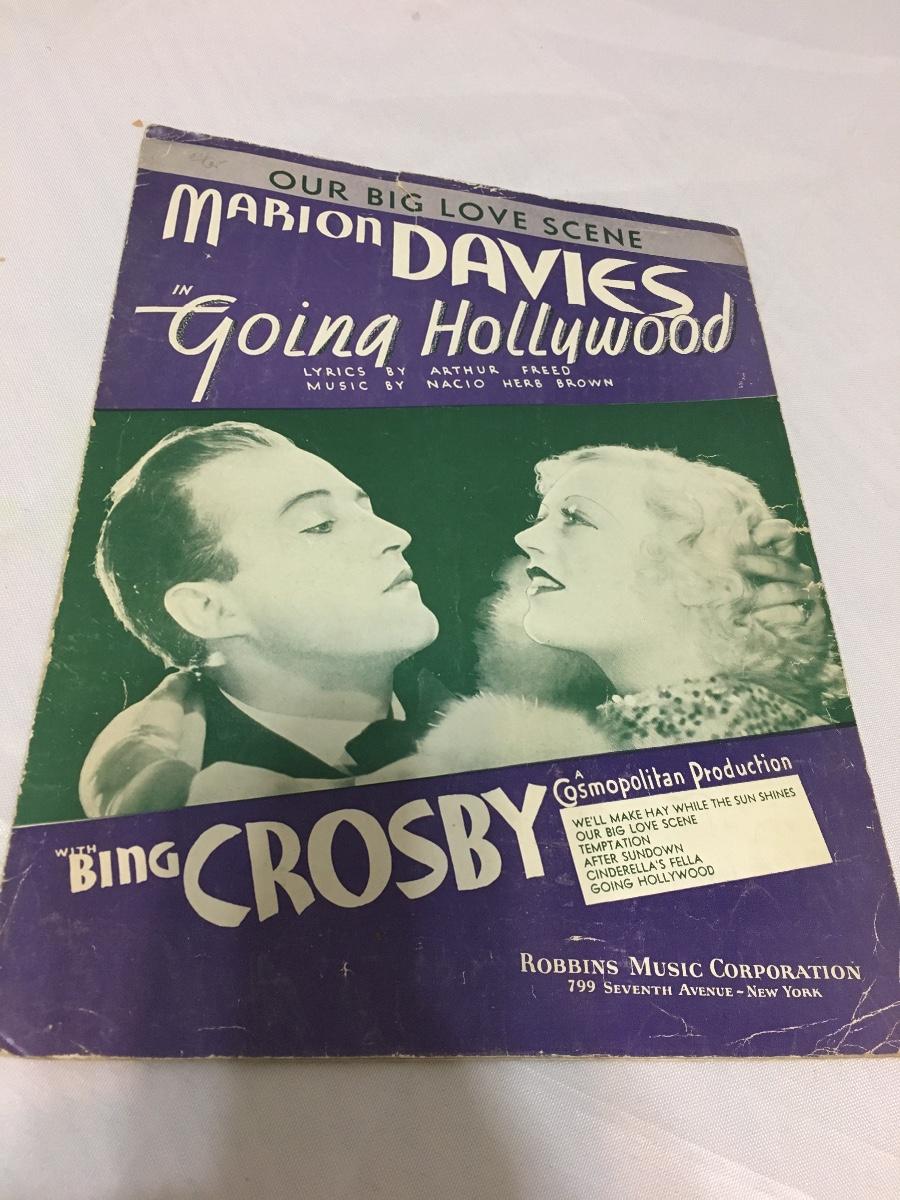 OUR BIG LOVE SCENE
MARION DAVIES
IN
Going Hollywood
LYRICS BY ARTHUR FREED
MUSIC BY NACIO HERB BROWN
A
Cosmopolitan Production
WITH
BING CROSBY
WE'LL MAKE HAY WHILE THE SUN SHINES
OUR BIG LOVE SCENE
TEMPTATION
AFTER SUNDOWN
CINDERELLA'S FELLA
GOING HOLLYWOOD
ROBBINS MUSIC CORPORATION
799 SEVENTH AVENUE - NEW YORK